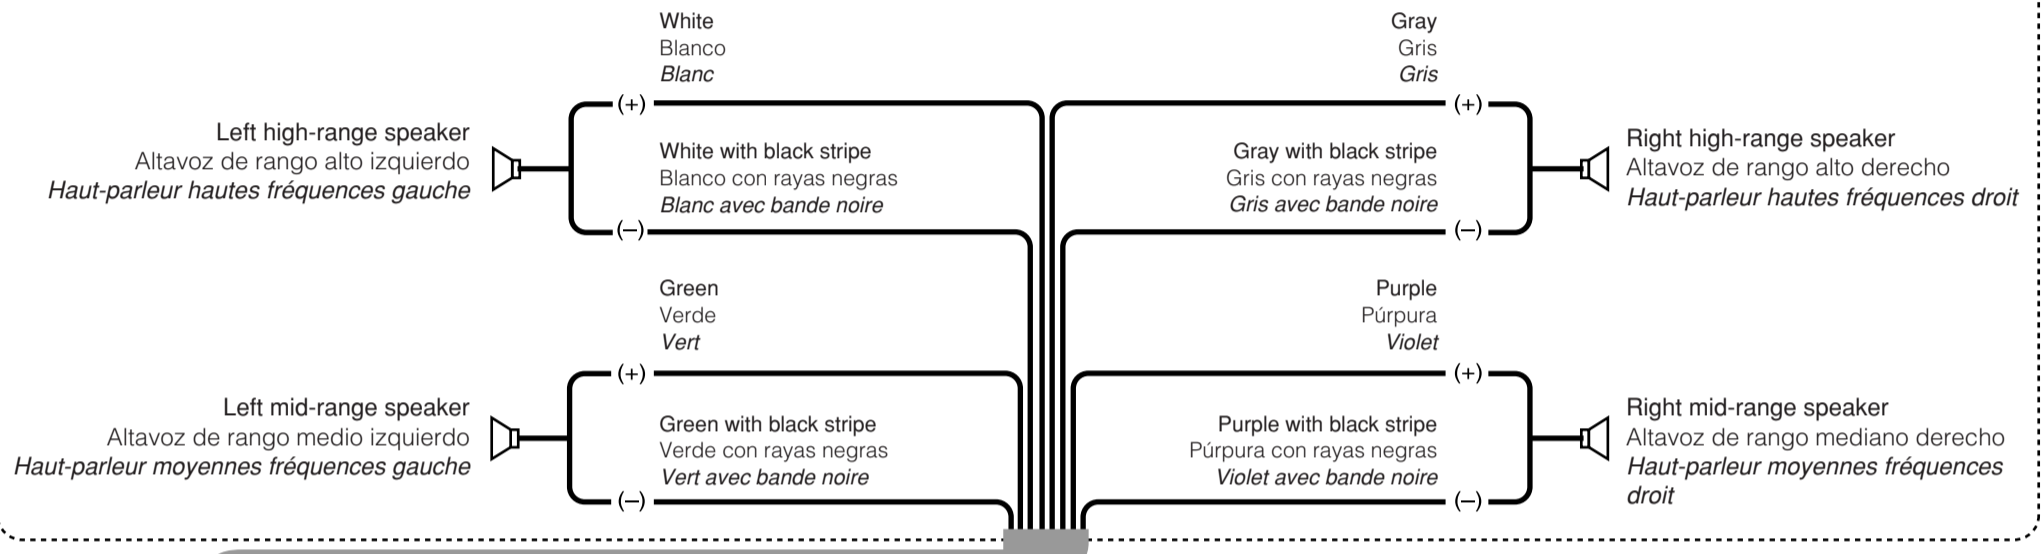 White
Blanco
Blanc
Gray
Gris
Gris
(+)
(+)
Left high-range speaker
Altavoz de rango alto izquierdo
Haut-parleur hautes fréquences gauche
White with black stripe
Blanco con rayas negras
Blanc avec bande noire
Gray with black stripe
Gris con rayas negras
Gris avec bande noire
Right high-range speaker
Altavoz de rango alto derecho
Haut-parleur hautes fréquences droit
(–)
(–)
Green
Verde
Vert
Purple
Púrpura
Violet
(+)
(+)
Left mid-range speaker
Altavoz de rango medio izquierdo
Haut-parleur moyennes fréquences gauche
Green with black stripe
Verde con rayas negras
Vert avec bande noire
Purple with black stripe
Púrpura con rayas negras
Violet avec bande noire
Right mid-range speaker
Altavoz de rango mediano derecho
Haut-parleur moyennes fréquences
droit
(–)
(–)